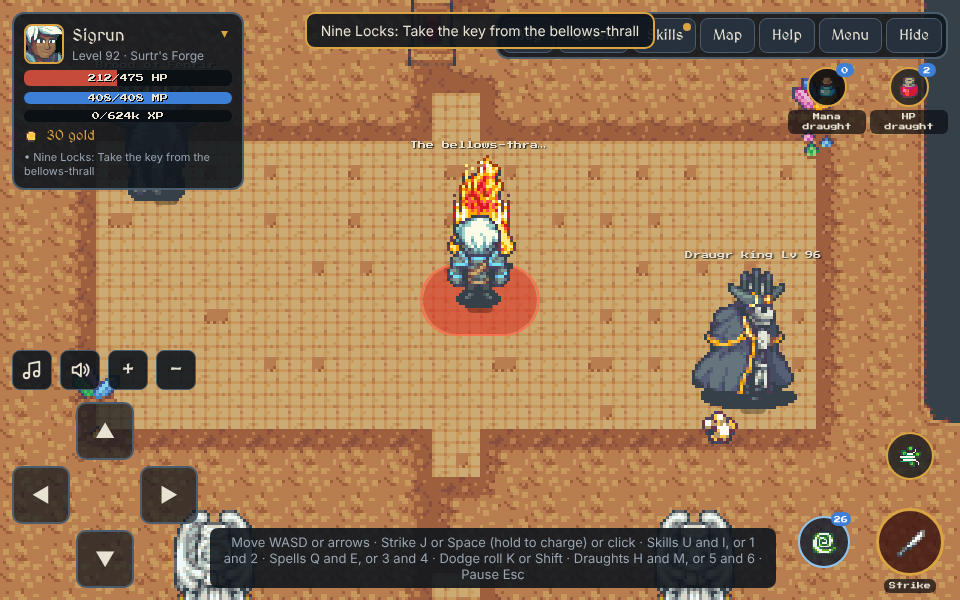 Sigrun
Level 92 · Surtr's Forge
212/475 HP
408/408 MP
0/624k XP
30 gold
• Nine Locks: Take the key from the
bellows-thrall
Nine Locks: Take the key from the bellows-thrall
Map
Help
Menu
Hide
0
2
Mana
draught
HP
draught
The bellows-thra…
Draugr king Lv 96
26
Strike
Move WASD or arrows · Strike J or Space (hold to charge) or click · Skills U and I, or 1
and 2 · Spells Q and E, or 3 and 4 · Dodge roll K or Shift · Draughts H and M, or 5 and 6 ·
Pause Esc